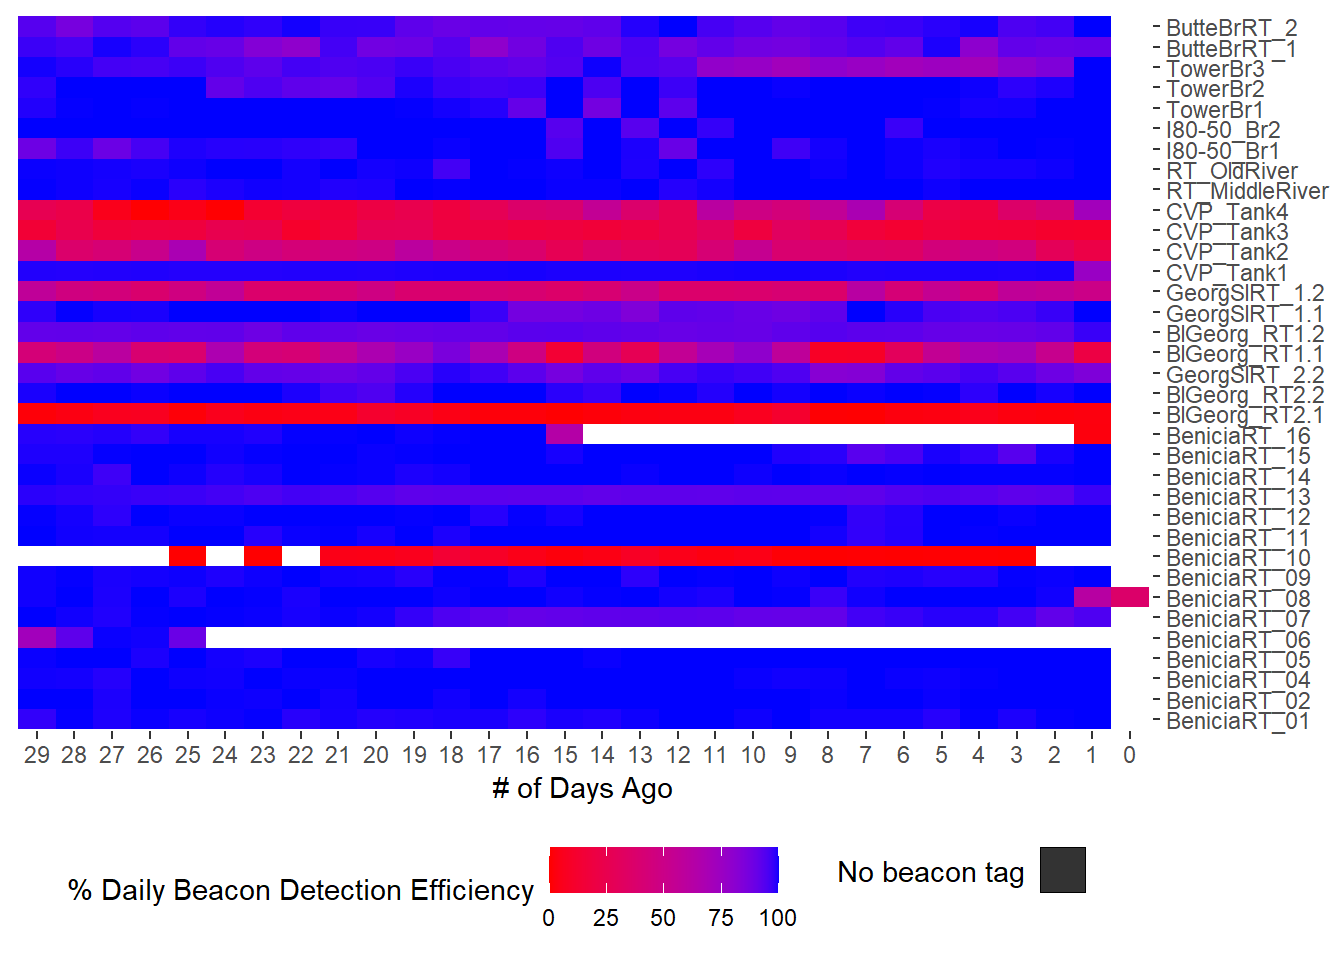 ButteBrRT_2
ButteBrRT_1
TowerBr3
TowerBr2
TowerBr1
I80-50_Br2
I80-50_Br1
RT_OldRiver
RT_MiddleRiver
CVP_Tank4
CVP_Tank3
CVP_Tank2
CVP_Tank1
GeorgSlRT_1.2
GeorgSlRT_1.1
BlGeorg_RT1.2
BlGeorg_RT1.1
GeorgSlRT_2.2
BlGeorg_RT2.2
BlGeorg_RT2.1
BeniciaRT_16
BeniciaRT_15
BeniciaRT_14
BeniciaRT_13
BeniciaRT_12
BeniciaRT_11
BeniciaRT_10
BeniciaRT_09
BeniciaRT_08
BeniciaRT_07
BeniciaRT_06
BeniciaRT_05
BeniciaRT_04
BeniciaRT_02
BeniciaRT_01
29 28 27 26 25 24 23 22 21 20 19 18 17 16 15 14 13 12 11 10 9 8 7 6 5 4 3 2 1 0
# of Days Ago
% Daily Beacon Detection Efficiency
0 25 50 75 100
No beacon tag